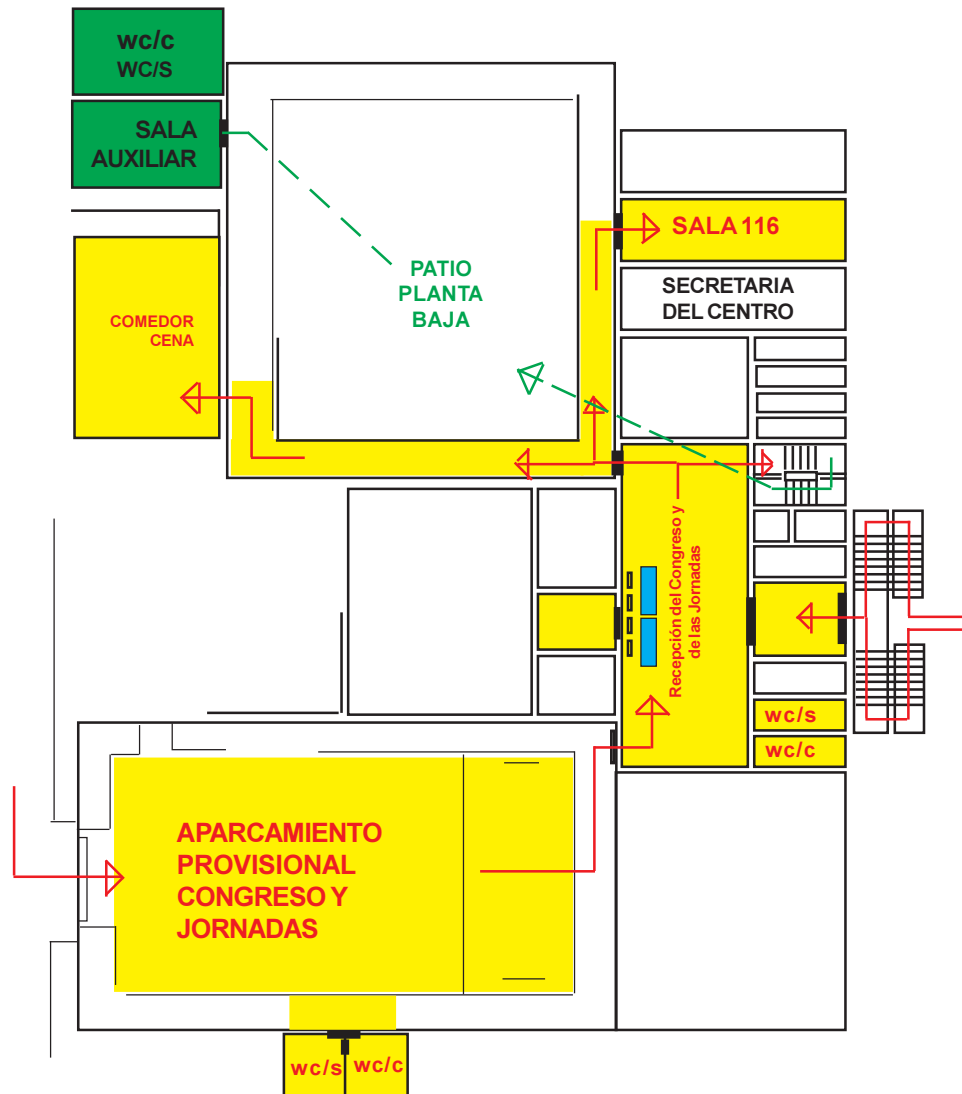 wc/c
WC/S
SALA
AUXILIAR
SALA 116
PATIO
PLANTA
BAJA
SECRETARIA
DEL CENTRO
COMEDOR
CENA
Recepción del Congreso y
de las Jornadas
wc/s
wc/c
APARCAMIENTO
PROVISIONAL
CONGRESO Y
JORNADAS
wc/s
wc/c